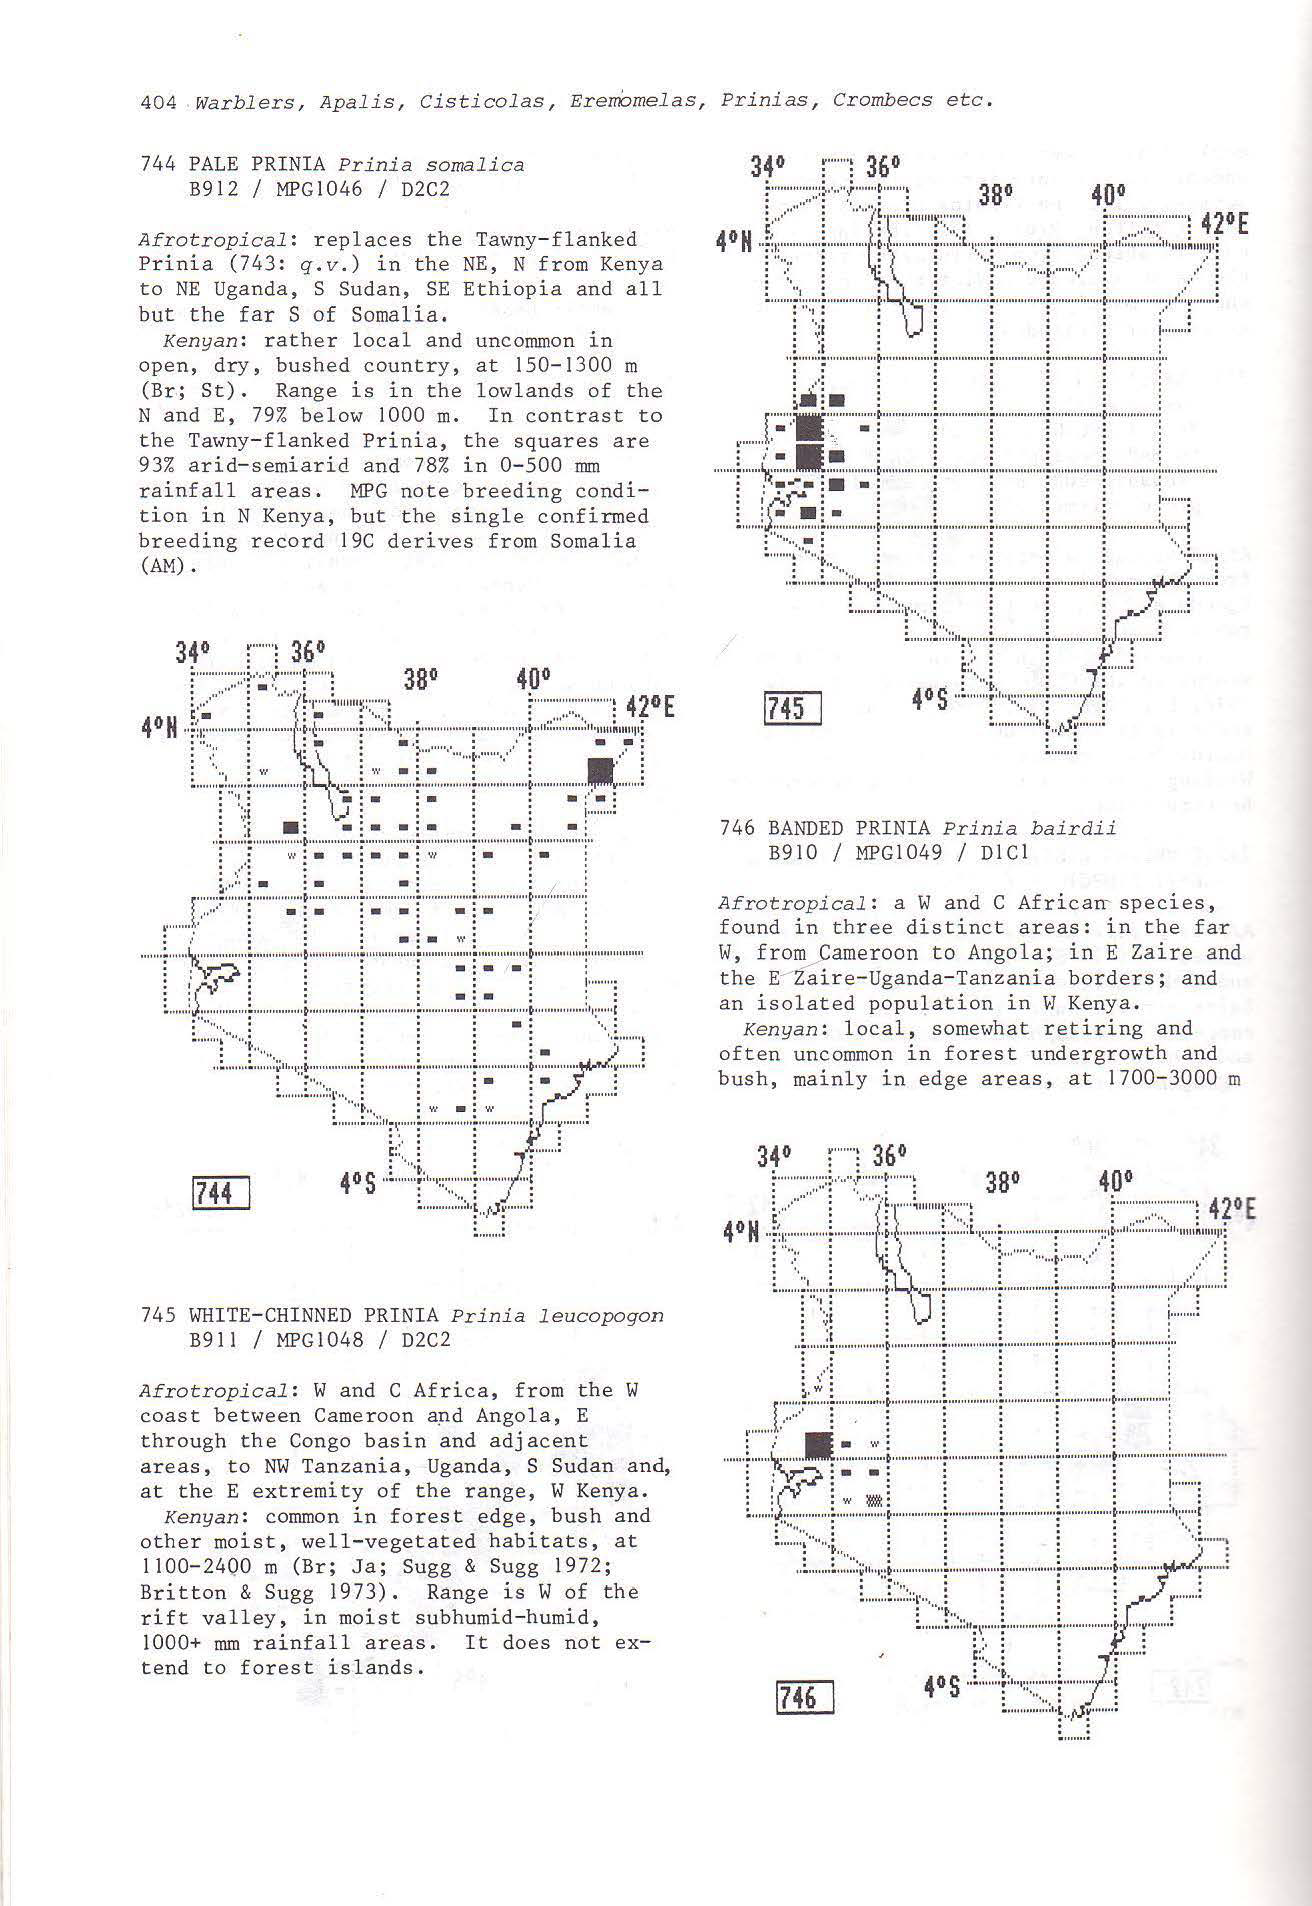 404 Warblers, Apalis, Cisticolas, Eremomelas, Prinias, Crombecs etc.
744 PALE PRINIA Prinia somalica
B912 / MPG1046 / D2C2
Afrotropical: replaces the Tawny-flanked
Prinia (743: q.v.) in the NE, N from Kenya
to NE Uganda, S Sudan, SE Ethiopia and all
but the far S of Somalia.
Kenyan: rather local and uncommon in
open, dry, bushed country, at 150-1300 m
(Br; St). Range is in the lowlands of the
N and E, 79% below 1000 m. In contrast to
the Tawny-flanked Prinia, the squares are
93% arid-semiarid and 78% in 0-500 mm
rainfall areas. MPG note breeding condi-
tion in N Kenya, but the single confirmed
breeding record 19C derives from Somalia
(AM).
34° 36°
38° 40°
42°E
4°N
w w
w w
w
w w
4°S
744
745 WHITE-CHINNED PRINIA Prinia leucopogon
B911 / MPG1048 / D2C2
Afrotropical: W and C Africa, from the W
coast between Cameroon and Angola, E
through the Congo basin and adjacent
areas, to NW Tanzania, Uganda, S Sudan and,
at the E extremity of the range, W Kenya.
Kenyan: common in forest edge, bush and
other moist, well-vegetated habitats, at
1100-2400 m (Br; Ja; Sugg & Sugg 1972;
Britton & Sugg 1973). Range is W of the
rift valley, in moist subhumid-humid,
1000+ mm rainfall areas. It does not ex-
tend to forest islands.
34° 36°
38° 40°
42°E
4°N
4°S
745
746 BANDED PRINIA Prinia bairdii
B910 / MPG1049 / D1C1
Afrotropical: a W and C African species,
found in three distinct areas: in the far
W, from Cameroon to Angola; in E Zaire and
the E Zaire-Uganda-Tanzania borders; and
an isolated population in W Kenya.
Kenyan: local, somewhat retiring and
often uncommon in forest undergrowth and
bush, mainly in edge areas, at 1700-3000 m
34° 36°
38° 40°
42°E
4°N
w
w
w
4°S
746